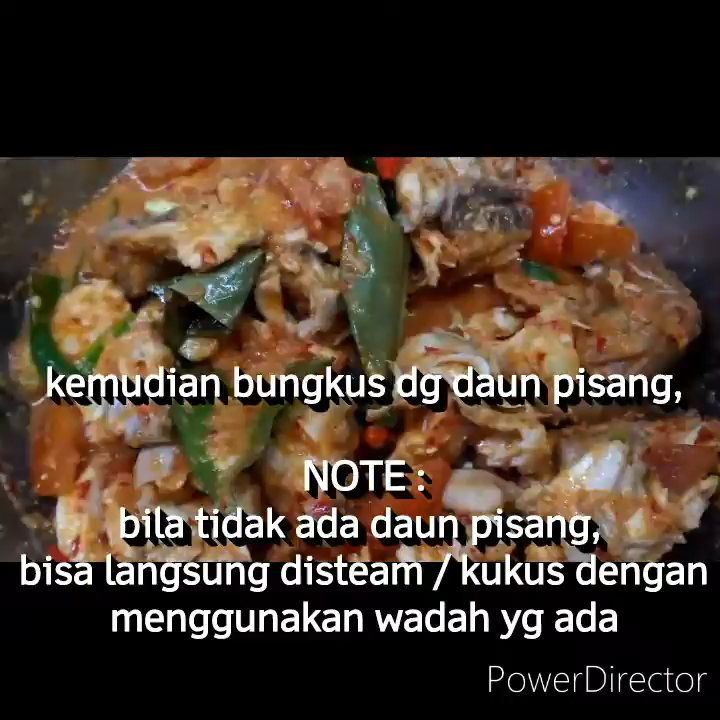 kemudian bungkus dg daun pisang,
NOTE :
bila tidak ada daun pisang,
bisa langsung disteam / kukus dengan
menggunakan wadah yg ada
PowerDirector